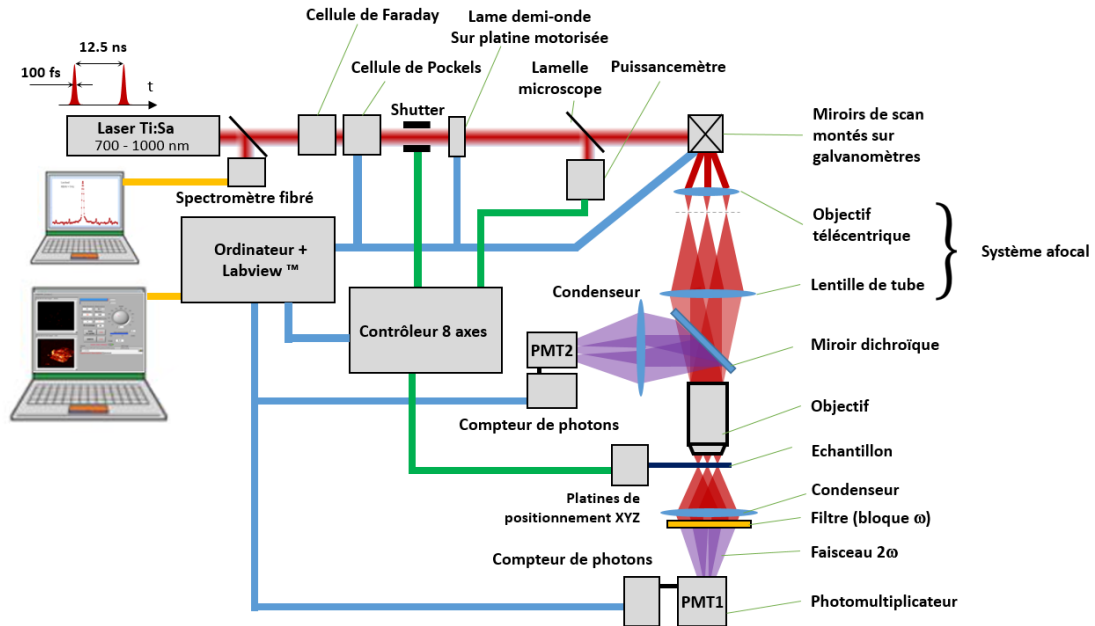 Cellule de Faraday
Lame demi-onde
Sur platine motorisée
12.5 ns
Cellule de Pockels
Lamelle
microscope
Puissancemètre
100 fs
t
Shutter
Laser Ti:Sa
700 - 1000 nm
Miroirs de scan
montés sur
galvanomètres
Spectromètre fibré
Objectif
télécentrique
Système afocal
Ordinateur +
Labview ™
Lentille de tube
Condenseur
Contrôleur 8 axes
PMT2
Miroir dichroïque
Compteur de photons
Objectif
Echantillon
Platines de
positionnement XYZ
Condenseur
Filtre (bloque ω)
Compteur de photons
Faisceau 2ω
PMT1
Photomultiplicateur